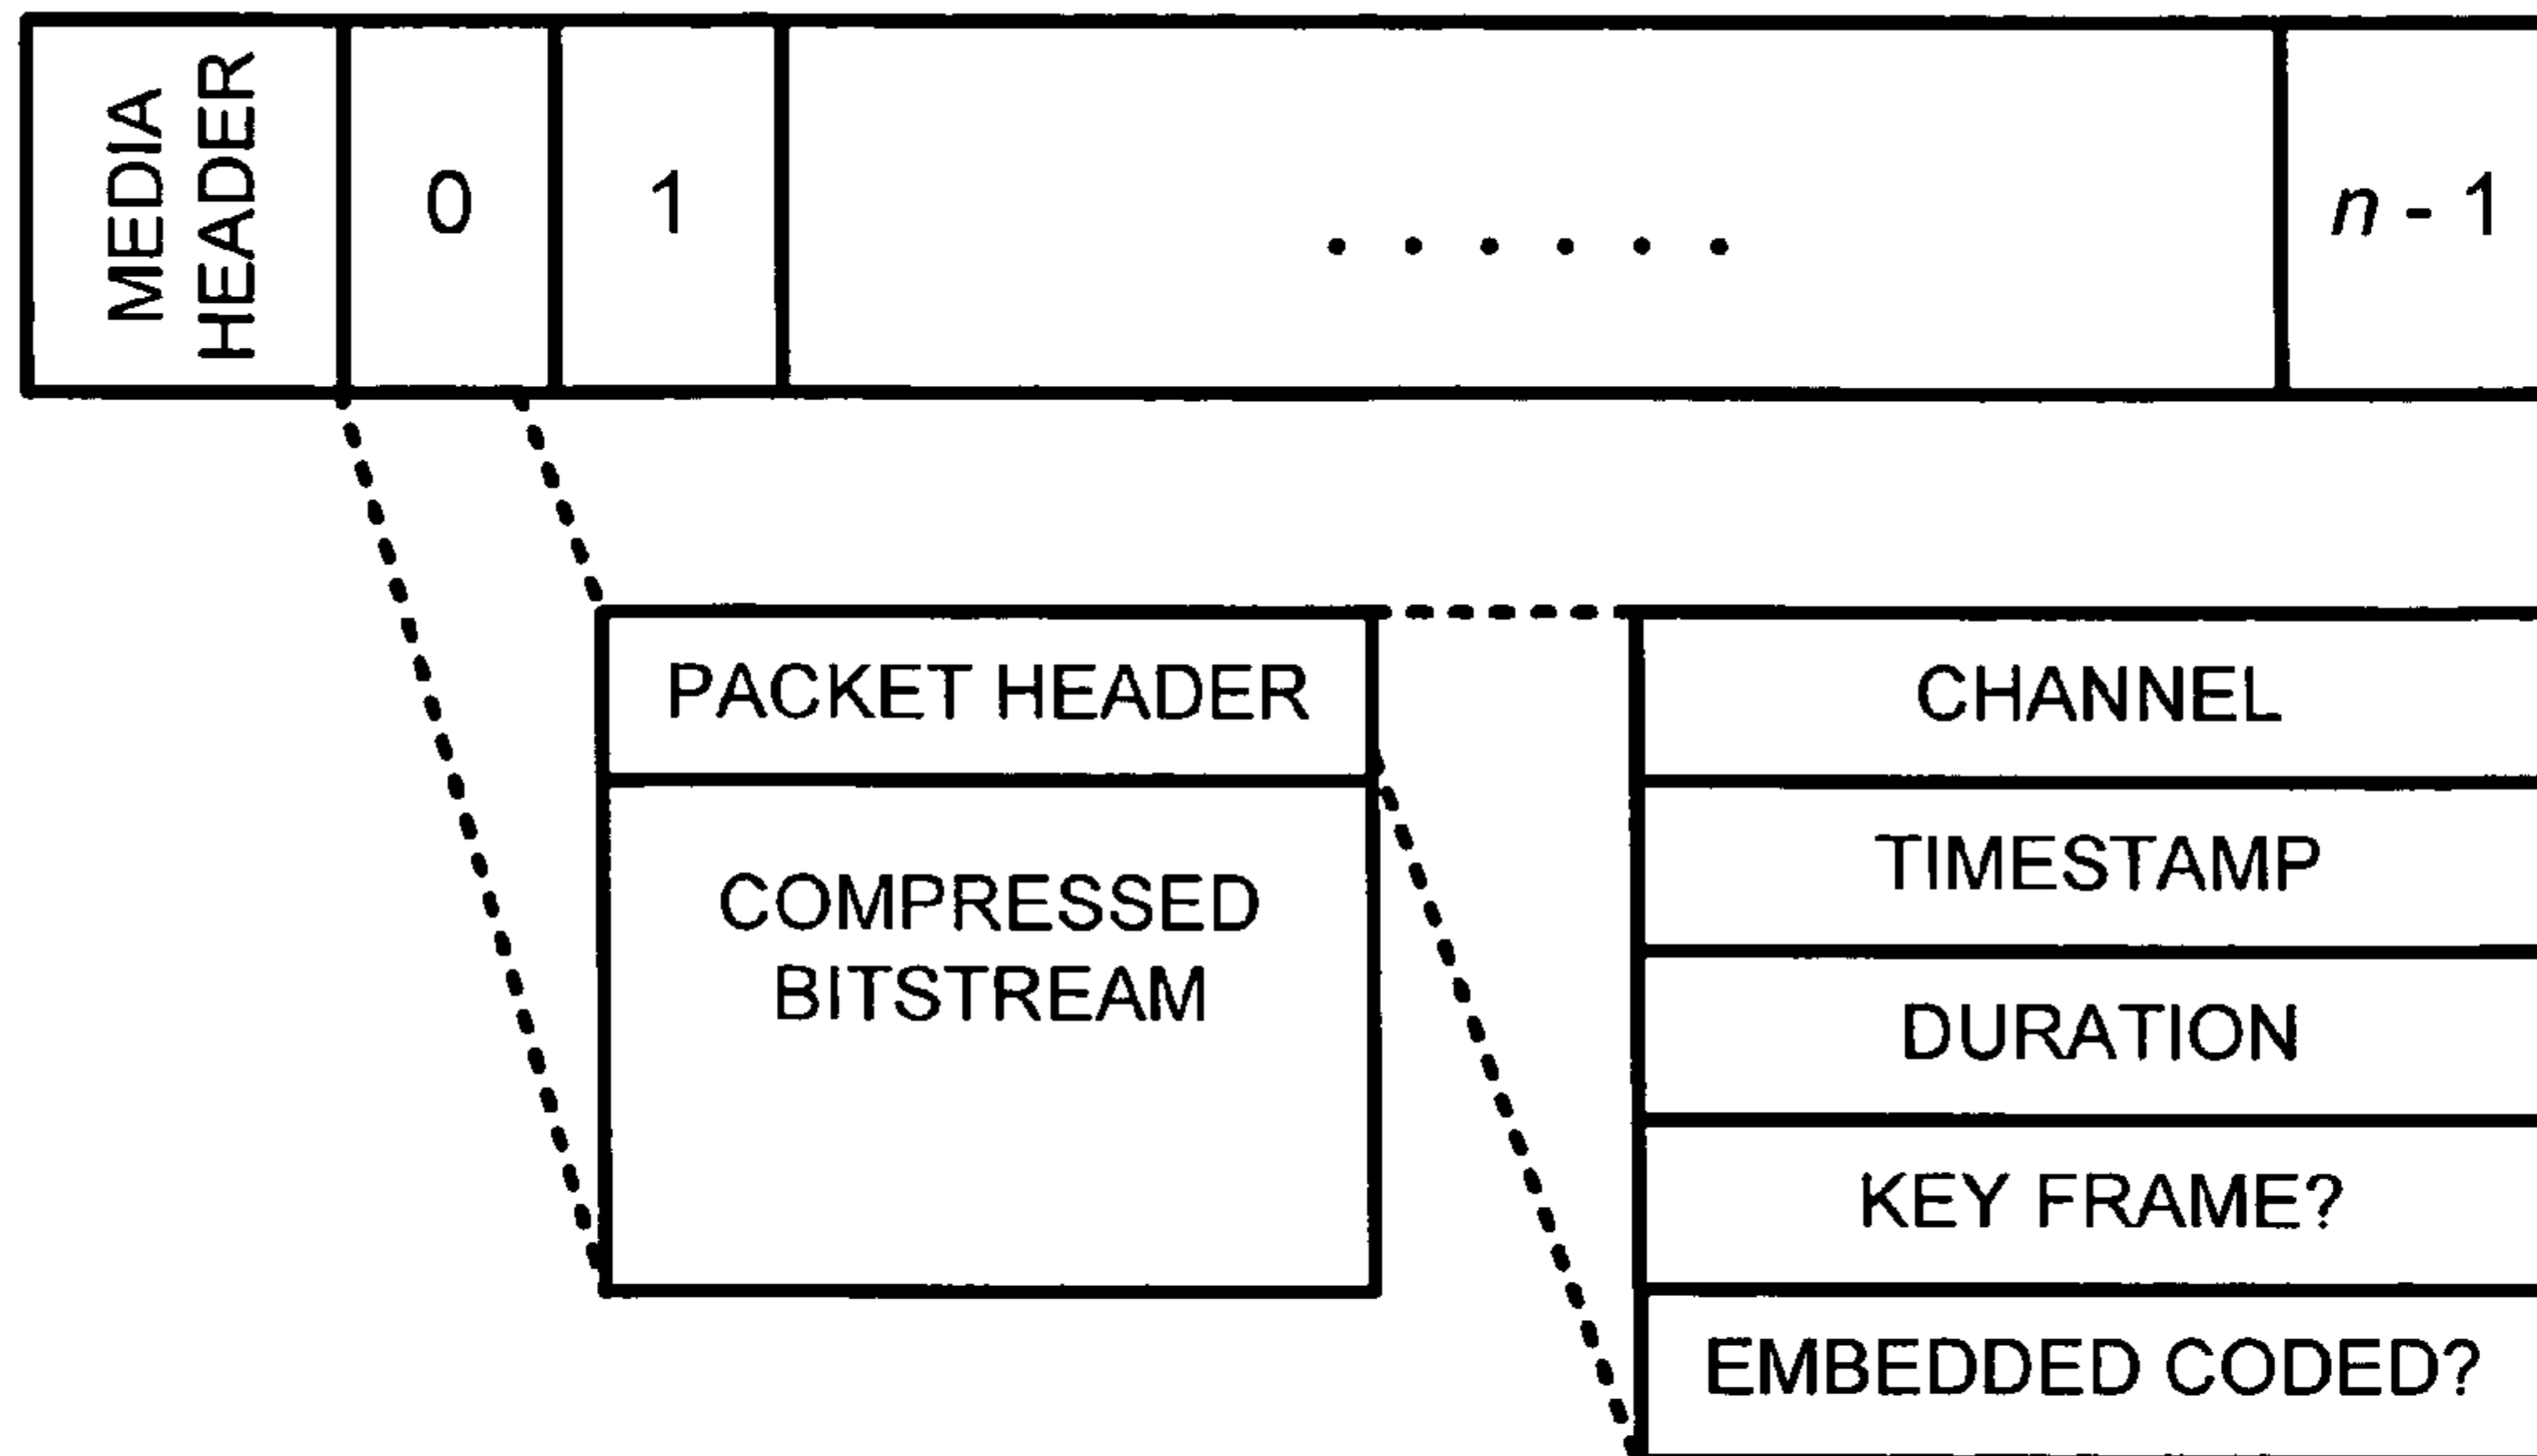 MEDIA
HEADER
0
1
......
n - 1
PACKET HEADER
COMPRESSED
BITSTREAM
CHANNEL
TIMESTAMP
DURATION
KEY FRAME?
EMBEDDED CODED?